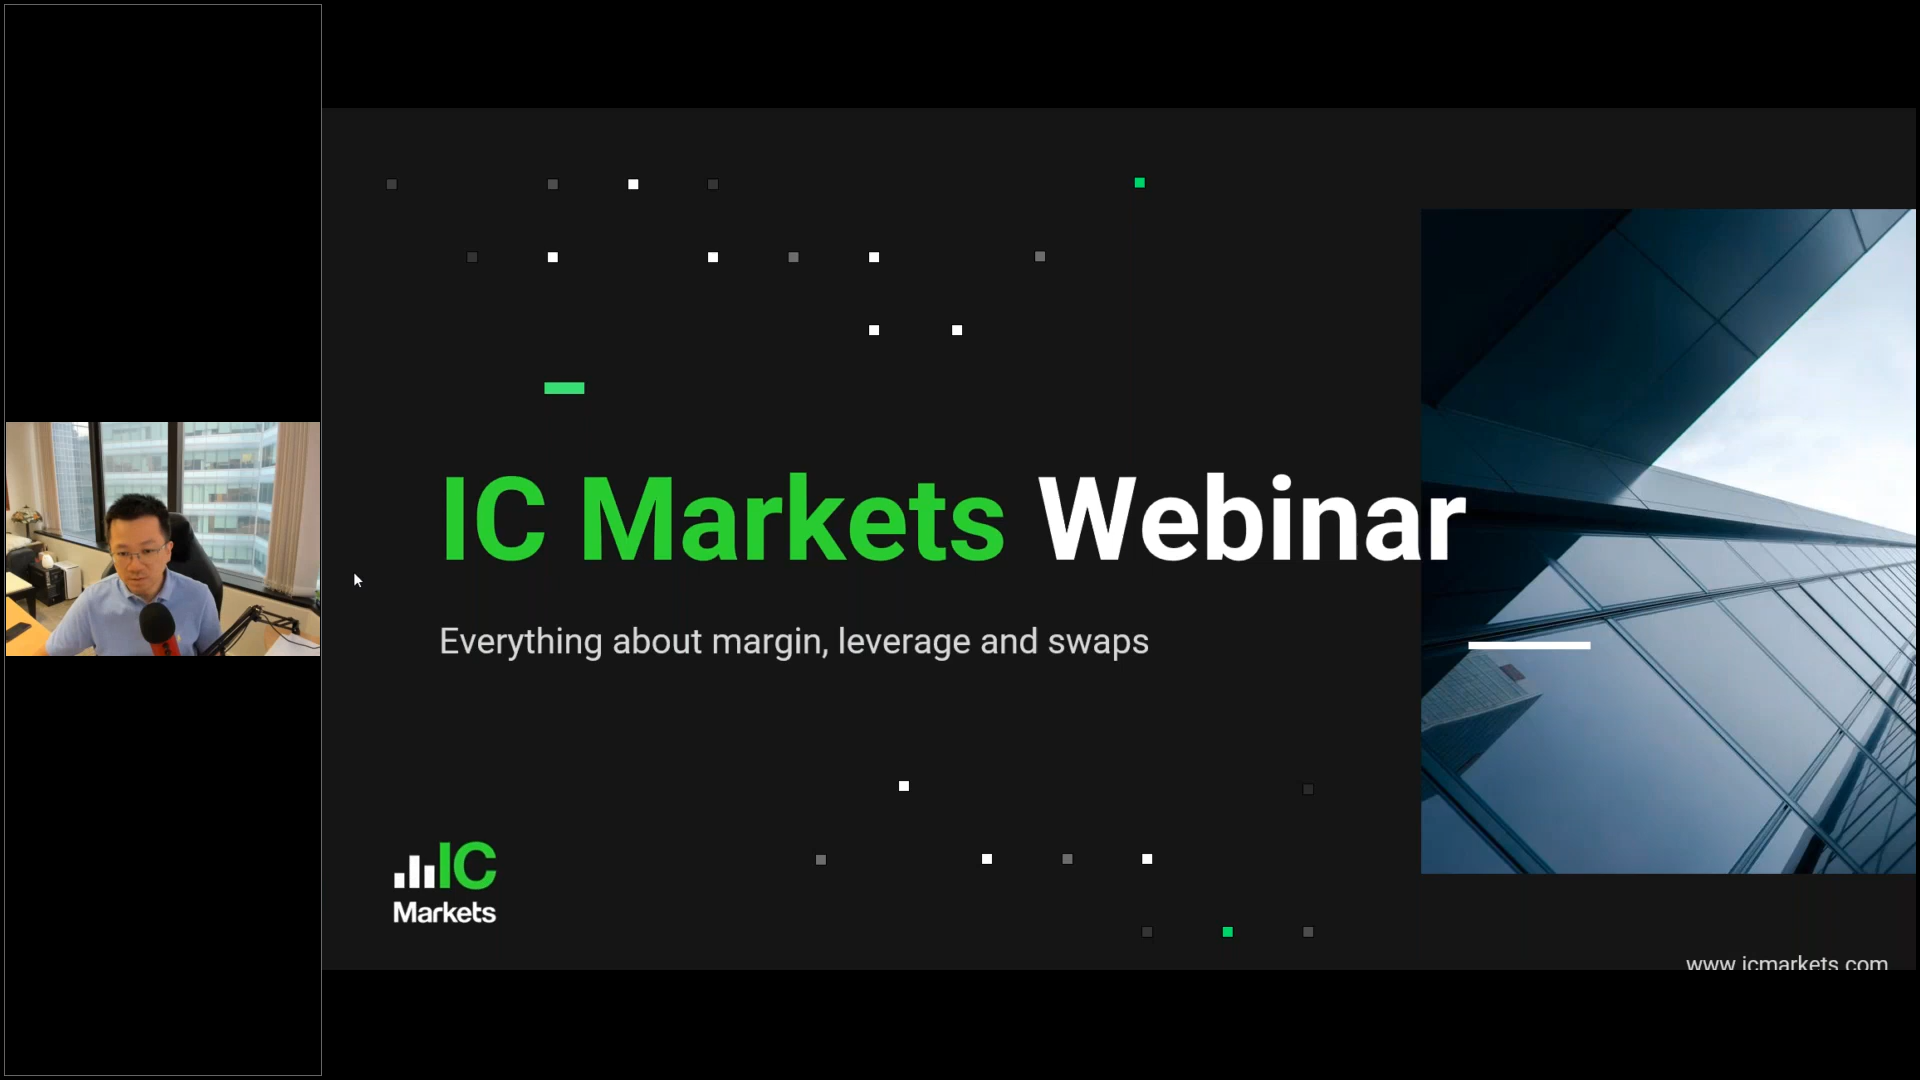 IC Markets Webinar
Everything about margin, leverage and swaps
IC
Markets
www.icmarkets.com